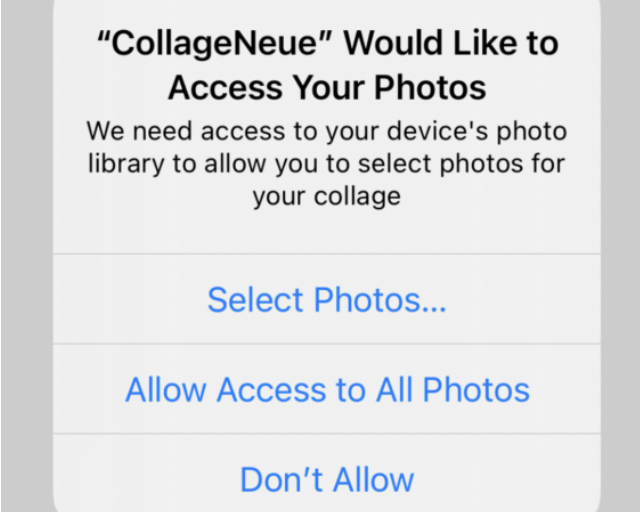 “CollageNeue” Would Like to
Access Your Photos
We need access to your device's photo
library to allow you to select photos for
your collage
Select Photos...
Allow Access to All Photos
Don’t Allow